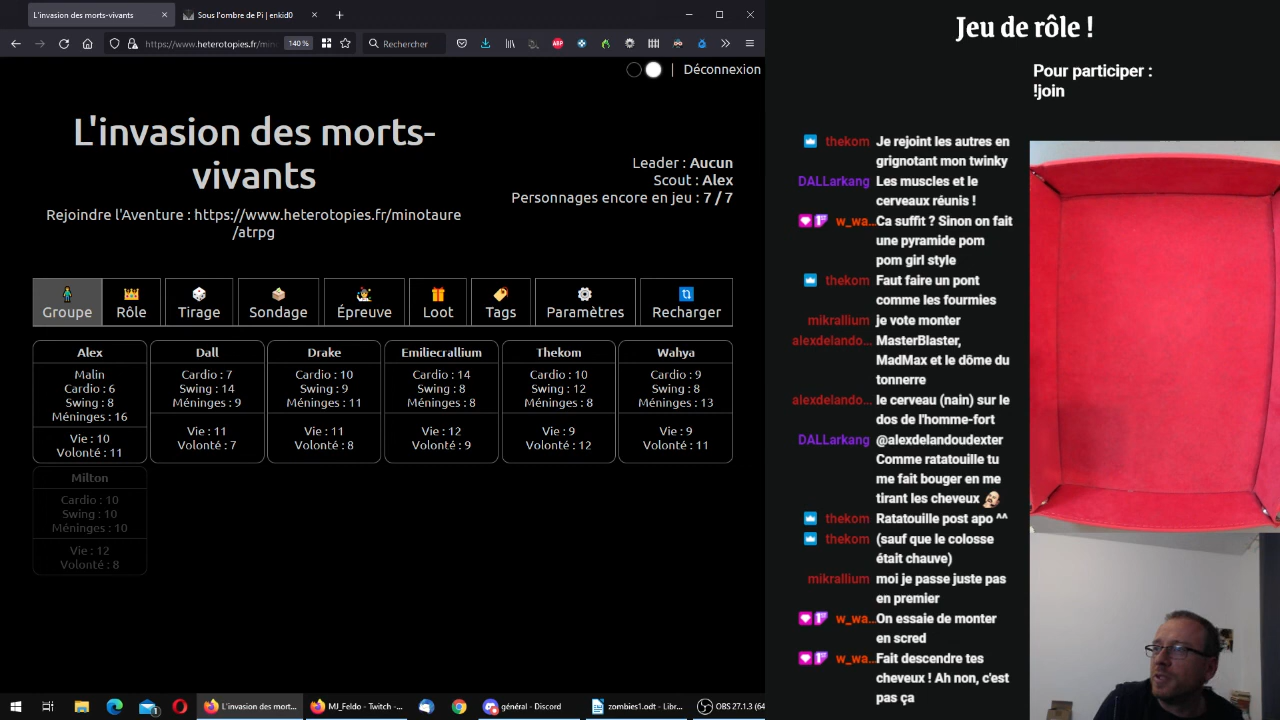 L'invasion des morts-vivants
Sous l'ombre de Pi | enkid0
https://www.heterotopies.fr/mino
140 %
Rechercher
ABP
| Déconnexion
L'invasion des morts-
vivants
Rejoindre l'Aventure : https://www.heterotopies.fr/minotaure
/atrpg
Leader : Aucun
Scout : Alex
Personnages encore en jeu : 7 / 7
Groupe
Rôle
Tirage
Sondage
Épreuve
Loot
Tags
Paramètres
Recharger
Alex
Malin
Cardio : 6
Swing : 8
Méninges : 16
Vie : 10
Volonté : 11
Dall
Cardio : 7
Swing : 14
Méninges : 9
Vie : 11
Volonté : 7
Drake
Cardio : 10
Swing : 9
Méninges : 11
Vie : 11
Volonté : 8
Emiliecrallium
Cardio : 14
Swing : 8
Méninges : 8
Vie : 12
Volonté : 9
Thekom
Cardio : 10
Swing : 12
Méninges : 8
Vie : 9
Volonté : 12
Wahya
Cardio : 9
Swing : 8
Méninges : 13
Vie : 9
Volonté : 11
Milton
Cardio : 10
Swing : 10
Méninges : 10
Vie : 12
Volonté : 8
Jeu de rôle !
Pour participer :
!join
thekom Je rejoint les autres en
grignotant mon twinky
DALLarkang Les muscles et le
cerveaux réunis !
w_wa... Ca suffit ? Sinon on fait
une pyramide pom
pom girl style
thekom Faut faire un pont
comme les fourmies
mikrallium je vote monter
alexdelando... MasterBlaster,
MadMax et le dôme du
tonnerre
alexdelando... le cerveau (nain) sur le
dos de l'homme-fort
DALLarkang @alexdelandoudexter
Comme ratatouille tu
me fait bouger en me
tirant les cheveux
thekom Ratatouille post apo ^^
thekom (sauf que le colosse
était chauve)
mikrallium moi je passe juste pas
en premier
w_wa... On essaie de monter
en scred
w_wa... Fait descendre tes
cheveux ! Ah non, c'est
pas ça
L'invasion des mort...
MJ_Feldo - Twitch - ...
général - Discord
zombies1.odt - Libr...
OBS 27.1.3 (64